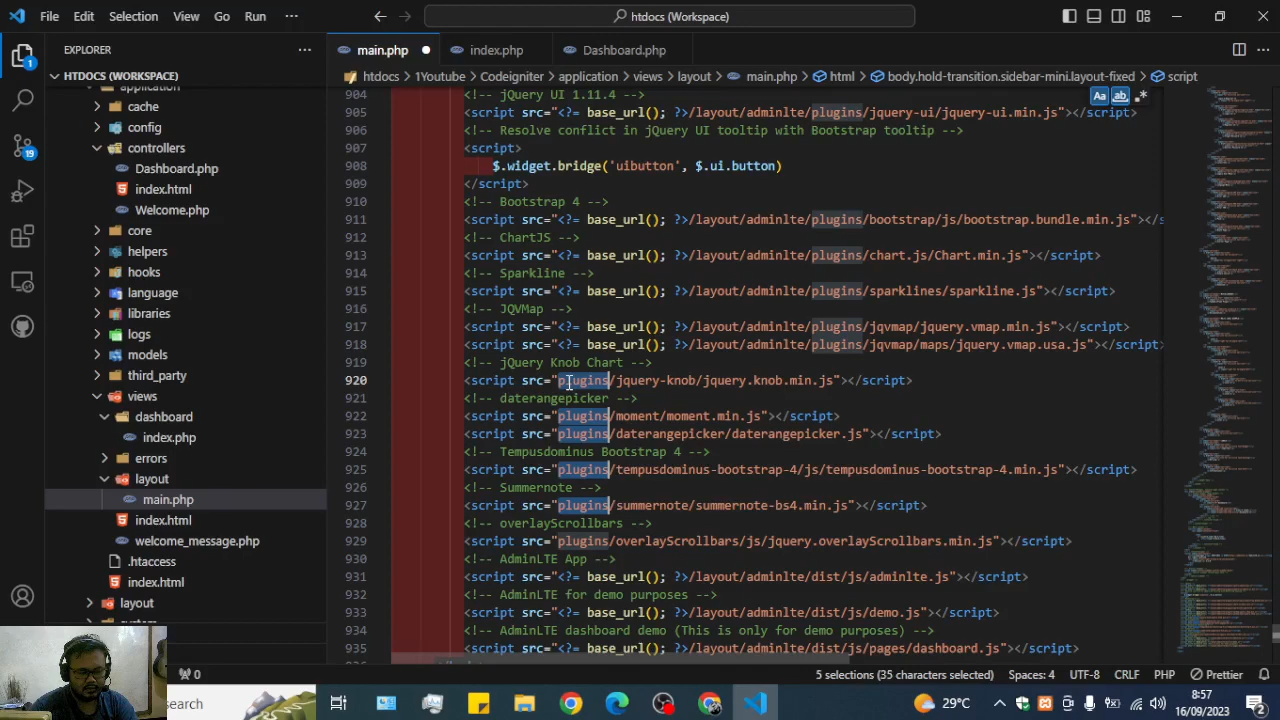 File Edit Selection View Go Run ··· htdocs (Workspace)
EXPLORER ···
main.php index.php Dashboard.php
HTDOCS (WORKSPACE)
htdocs > 1Youtube > Codeigniter > application > views > layout > main.php > html > body.hold-transition.sidebar-mini.layout-fixed > script
application
cache
config
controllers
Dashboard.php
index.html
Welcome.php
core
helpers
hooks
language
libraries
logs
models
third_party
views
dashboard
index.php
errors
layout
main.php
index.html
welcome_message.php
.htaccess
index.html
layout
Aa ab .*
904 <!-- jQuery UI 1.11.4 -->
905 <script src="<?= base_url(); ?>/layout/adminlte/plugins/jquery-ui/jquery-ui.min.js"></script>
906 <!-- Resolve conflict in jQuery UI tooltip with Bootstrap tooltip -->
907 <script>
908 $.widget.bridge('uibutton', $.ui.button)
909 </script>
910 <!-- Bootstrap 4 -->
911 <script src="<?= base_url(); ?>/layout/adminlte/plugins/bootstrap/js/bootstrap.bundle.min.js"></s
912 <!-- ChartJS -->
913 <script src="<?= base_url(); ?>/layout/adminlte/plugins/chart.js/Chart.min.js"></script>
914 <!-- Sparkline -->
915 <script src="<?= base_url(); ?>/layout/adminlte/plugins/sparklines/sparkline.js"></script>
916 <!-- JQVMap -->
917 <script src="<?= base_url(); ?>/layout/adminlte/plugins/jqvmap/jquery.vmap.min.js"></script>
918 <script src="<?= base_url(); ?>/layout/adminlte/plugins/jqvmap/maps/jquery.vmap.usa.js"></script>
919 <!-- jQuery Knob Chart -->
920 <script src="plugins/jquery-knob/jquery.knob.min.js"></script>
921 <!-- daterangepicker -->
922 <script src="plugins/moment/moment.min.js"></script>
923 <script src="plugins/daterangepicker/daterangepicker.js"></script>
924 <!-- Tempusdominus Bootstrap 4 -->
925 <script src="plugins/tempusdominus-bootstrap-4/js/tempusdominus-bootstrap-4.min.js"></script>
926 <!-- Summernote -->
927 <script src="plugins/summernote/summernote-bs4.min.js"></script>
928 <!-- overlayScrollbars -->
929 <script src="plugins/overlayScrollbars/js/jquery.overlayScrollbars.min.js"></script>
930 <!-- AdminLTE App -->
931 <script src="<?= base_url(); ?>/layout/adminlte/dist/js/adminlte.js"></script>
932 <!-- AdminLTE for demo purposes -->
933 <script src="<?= base_url(); ?>/layout/adminlte/dist/js/demo.js"></script>
934 <!-- AdminLTE dashboard demo (This is only for demo purposes) -->
935 <script src="<?= base_url(); ?>/layout/adminlte/dist/js/pages/dashboard.js"></script>
936
1
19
0 5 selections (35 characters selected) Spaces: 4 UTF-8 CRLF PHP Prettier
search 29°C 8:57
16/09/2023 2